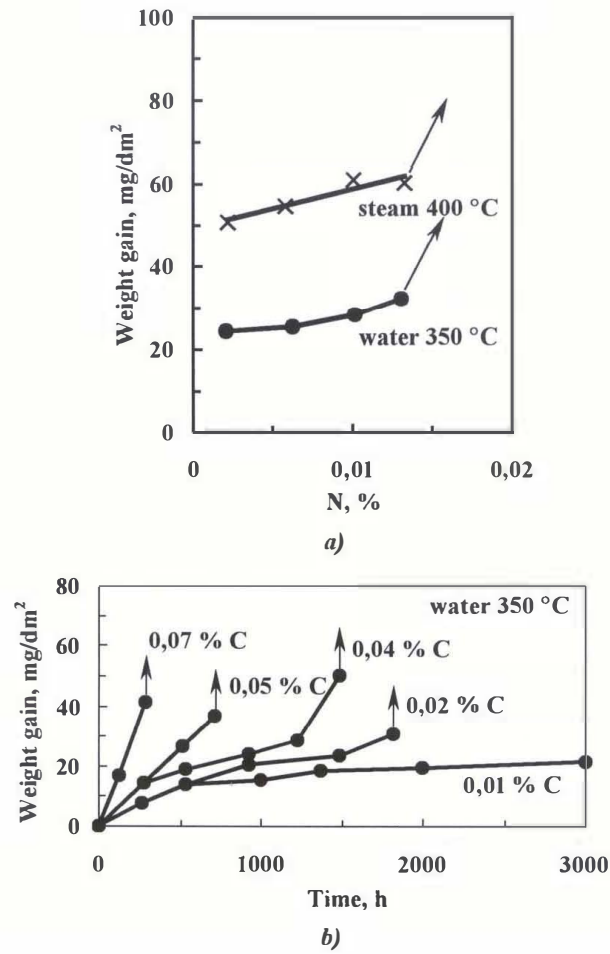 100
80
60
40
20
0
Weight gain, mg/dm²
steam 400 °C
water 350 °C
0
0,01
0,02
N, %
a)
80
60
40
20
0
Weight gain, mg/dm²
water 350 °C
0,07 % C
0,05 % C
0,04 % C
0,02 % C
0,01 % C
0
1000
2000
3000
Time, h
b)